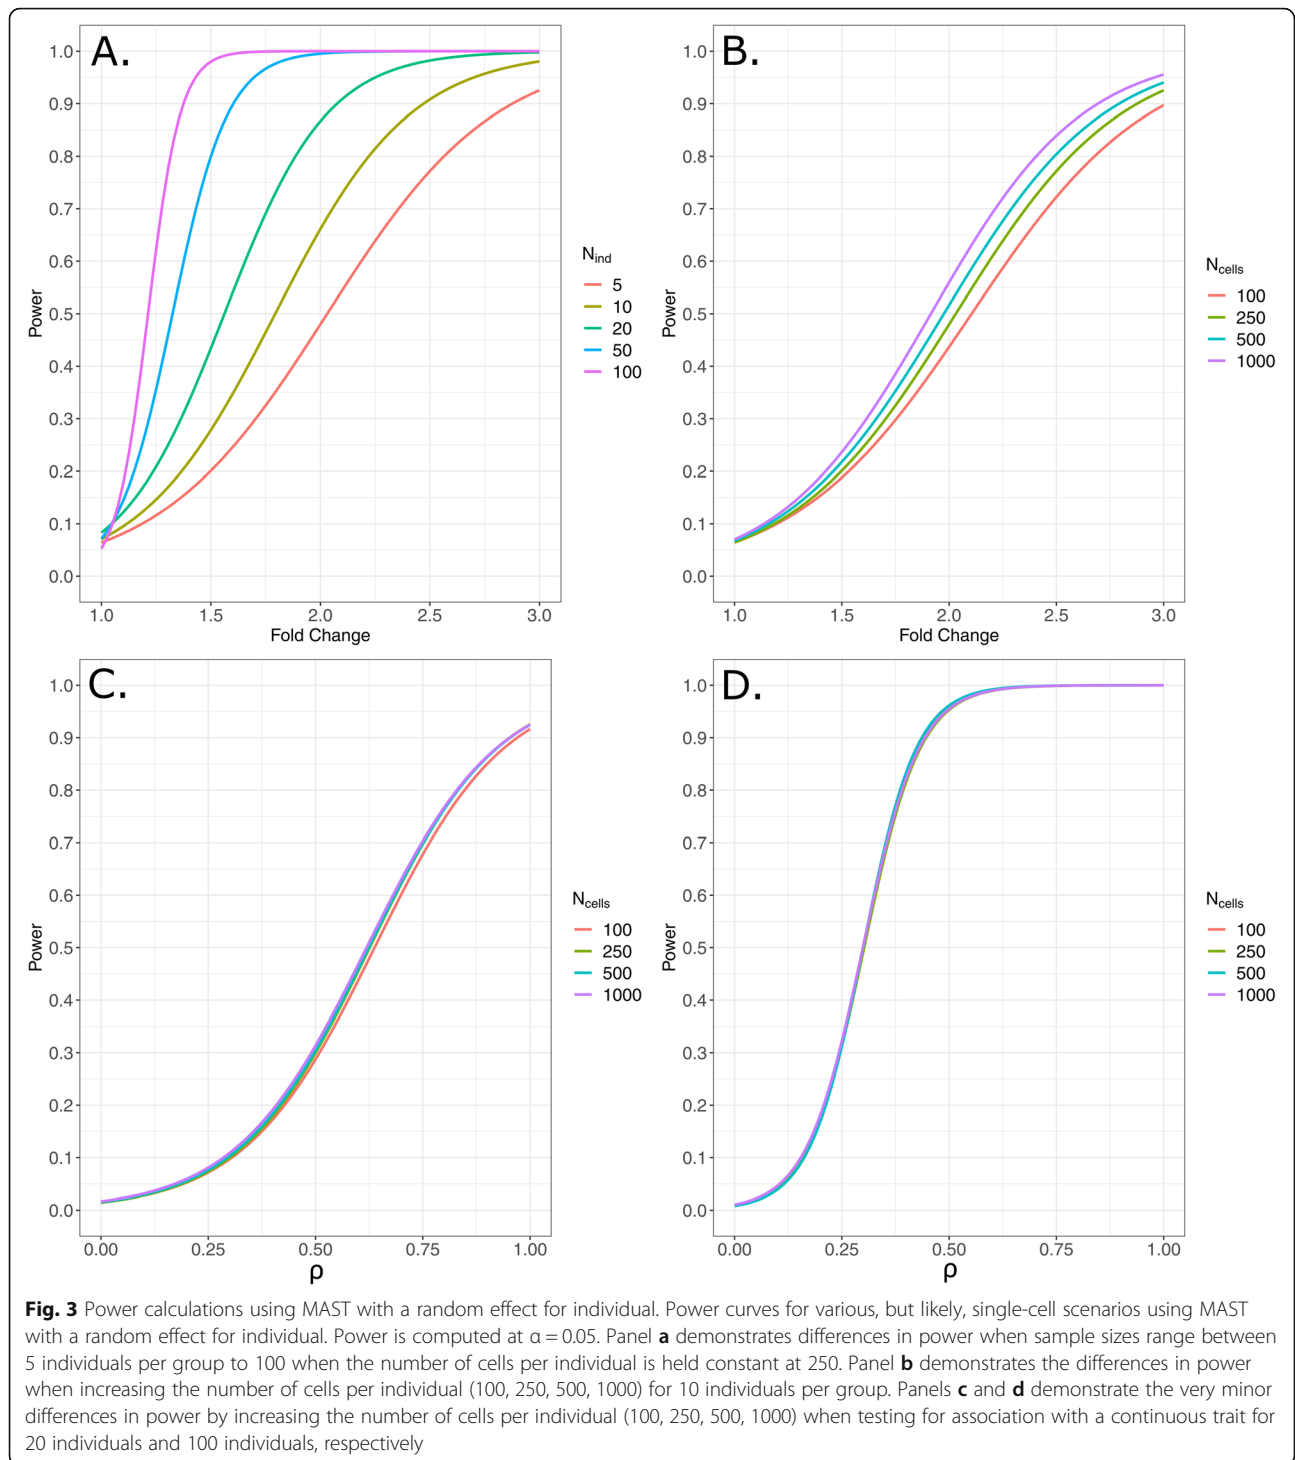 A.
1.0
0.9
0.8
0.7
0.6
0.5
0.4
0.3
0.2
0.1
0.0
Power
1.0 1.5 2.0 2.5 3.0
Fold Change
Nind
5
10
20
50
100
B.
1.0
0.9
0.8
0.7
0.6
0.5
0.4
0.3
0.2
0.1
0.0
Power
1.0 1.5 2.0 2.5 3.0
Fold Change
Ncells
100
250
500
1000
C.
1.0
0.9
0.8
0.7
0.6
0.5
0.4
0.3
0.2
0.1
0.0
Power
0.00 0.25 0.50 0.75 1.00
ρ
Ncells
100
250
500
1000
D.
1.0
0.9
0.8
0.7
0.6
0.5
0.4
0.3
0.2
0.1
0.0
Power
0.00 0.25 0.50 0.75 1.00
ρ
Ncells
100
250
500
1000
Fig. 3 Power calculations using MAST with a random effect for individual. Power curves for various, but likely, single-cell scenarios using MAST
with a random effect for individual. Power is computed at α = 0.05. Panel a demonstrates differences in power when sample sizes range between
5 individuals per group to 100 when the number of cells per individual is held constant at 250. Panel b demonstrates the differences in power
when increasing the number of cells per individual (100, 250, 500, 1000) for 10 individuals per group. Panels c and d demonstrate the very minor
differences in power by increasing the number of cells per individual (100, 250, 500, 1000) when testing for association with a continuous trait for
20 individuals and 100 individuals, respectively